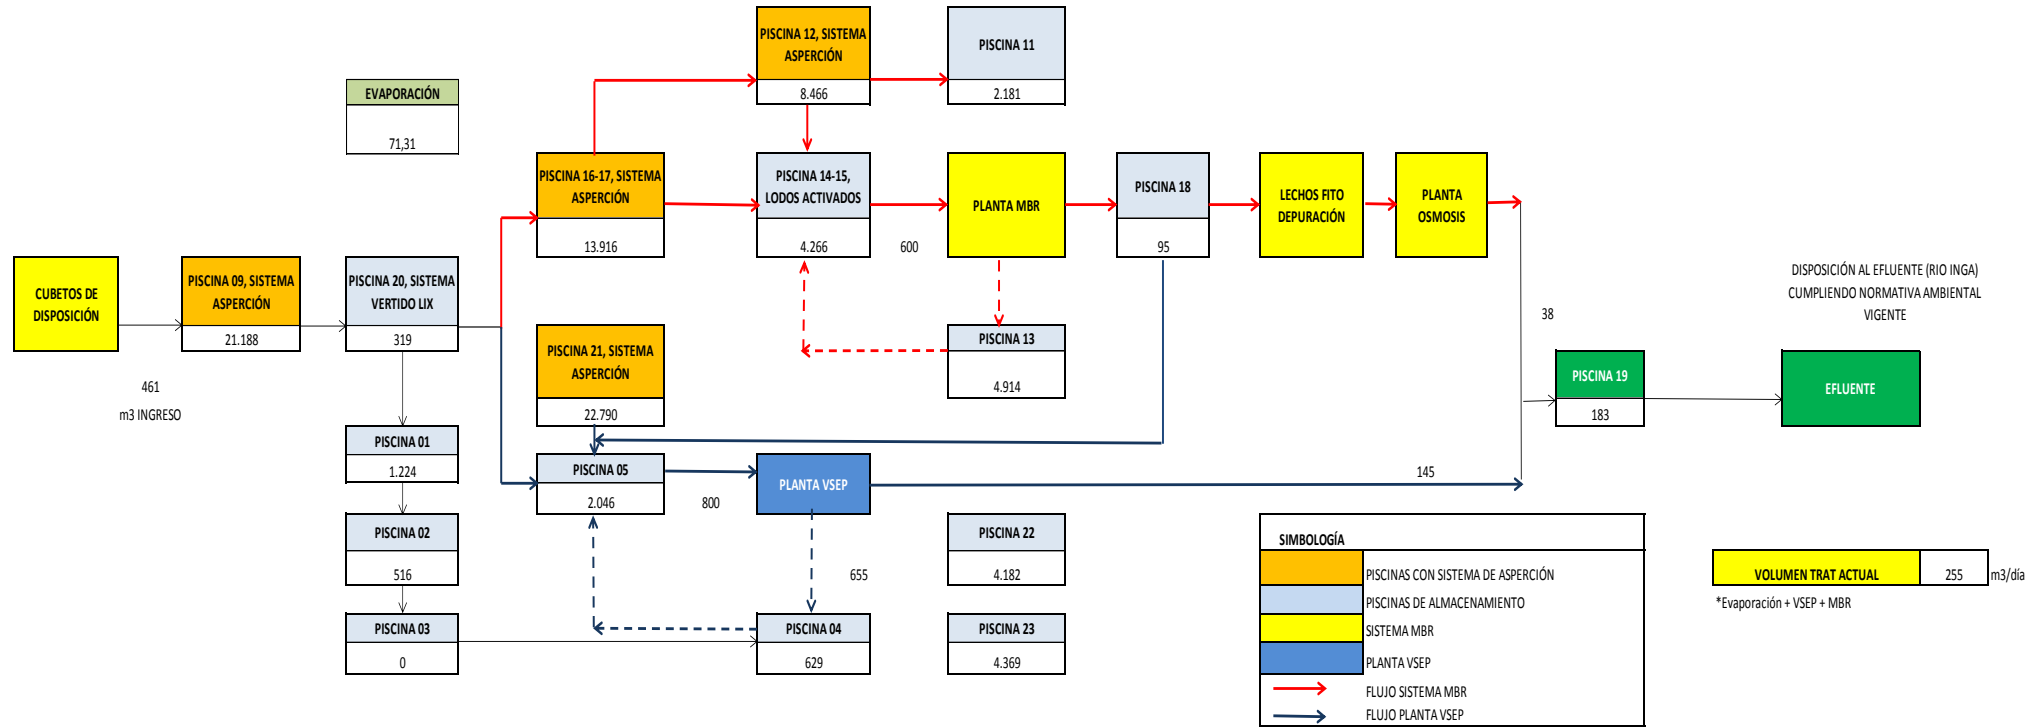 PISCINA 12, SISTEMA
ASPERCIÓN
8.466
PISCINA 11
2.181
EVAPORACIÓN
71,31
PISCINA 16-17, SISTEMA
ASPERCIÓN
13.916
PISCINA 14-15,
LODOS ACTIVADOS
4.266
600
PLANTA MBR
PISCINA 18
95
LECHOS FITO
DEPURACIÓN
PLANTA
OSMOSIS
CUBETOS DE
DISPOSICIÓN
PISCINA 09, SISTEMA
ASPERCIÓN
21.188
PISCINA 20, SISTEMA
VERTIDO LIX
319
461
m3 INGRESO
PISCINA 21, SISTEMA
ASPERCIÓN
22.790
PISCINA 13
4.914
38
DISPOSICIÓN AL EFLUENTE (RIO INGA)
CUMPLIENDO NORMATIVA AMBIENTAL
VIGENTE
PISCINA 19
183
EFLUENTE
PISCINA 01
1.224
PISCINA 05
2.046
800
PLANTA VSEP
145
PISCINA 02
516
655
PISCINA 22
4.182
PISCINA 03
0
PISCINA 04
629
PISCINA 23
4.369
SIMBOLOGÍA
PISCINAS CON SISTEMA DE ASPERCIÓN
PISCINAS DE ALMACENAMIENTO
SISTEMA MBR
PLANTA VSEP
FLUJO SISTEMA MBR
FLUJO PLANTA VSEP
VOLUMEN TRAT ACTUAL 255 m3/día
*Evaporación + VSEP + MBR